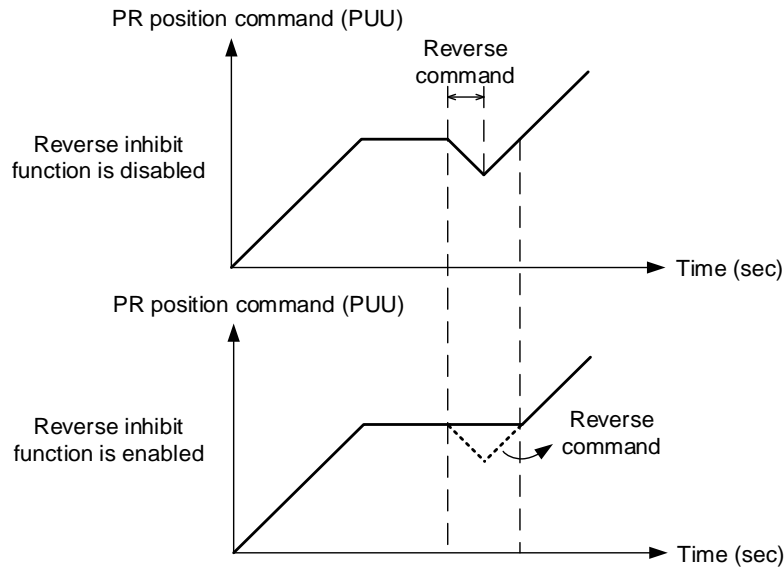 PR position command (PUU)
Reverse
command
Reverse inhibit
function is disabled
Time (sec)
PR position command (PUU)
Reverse inhibit
function is enabled
Reverse
command
Time (sec)